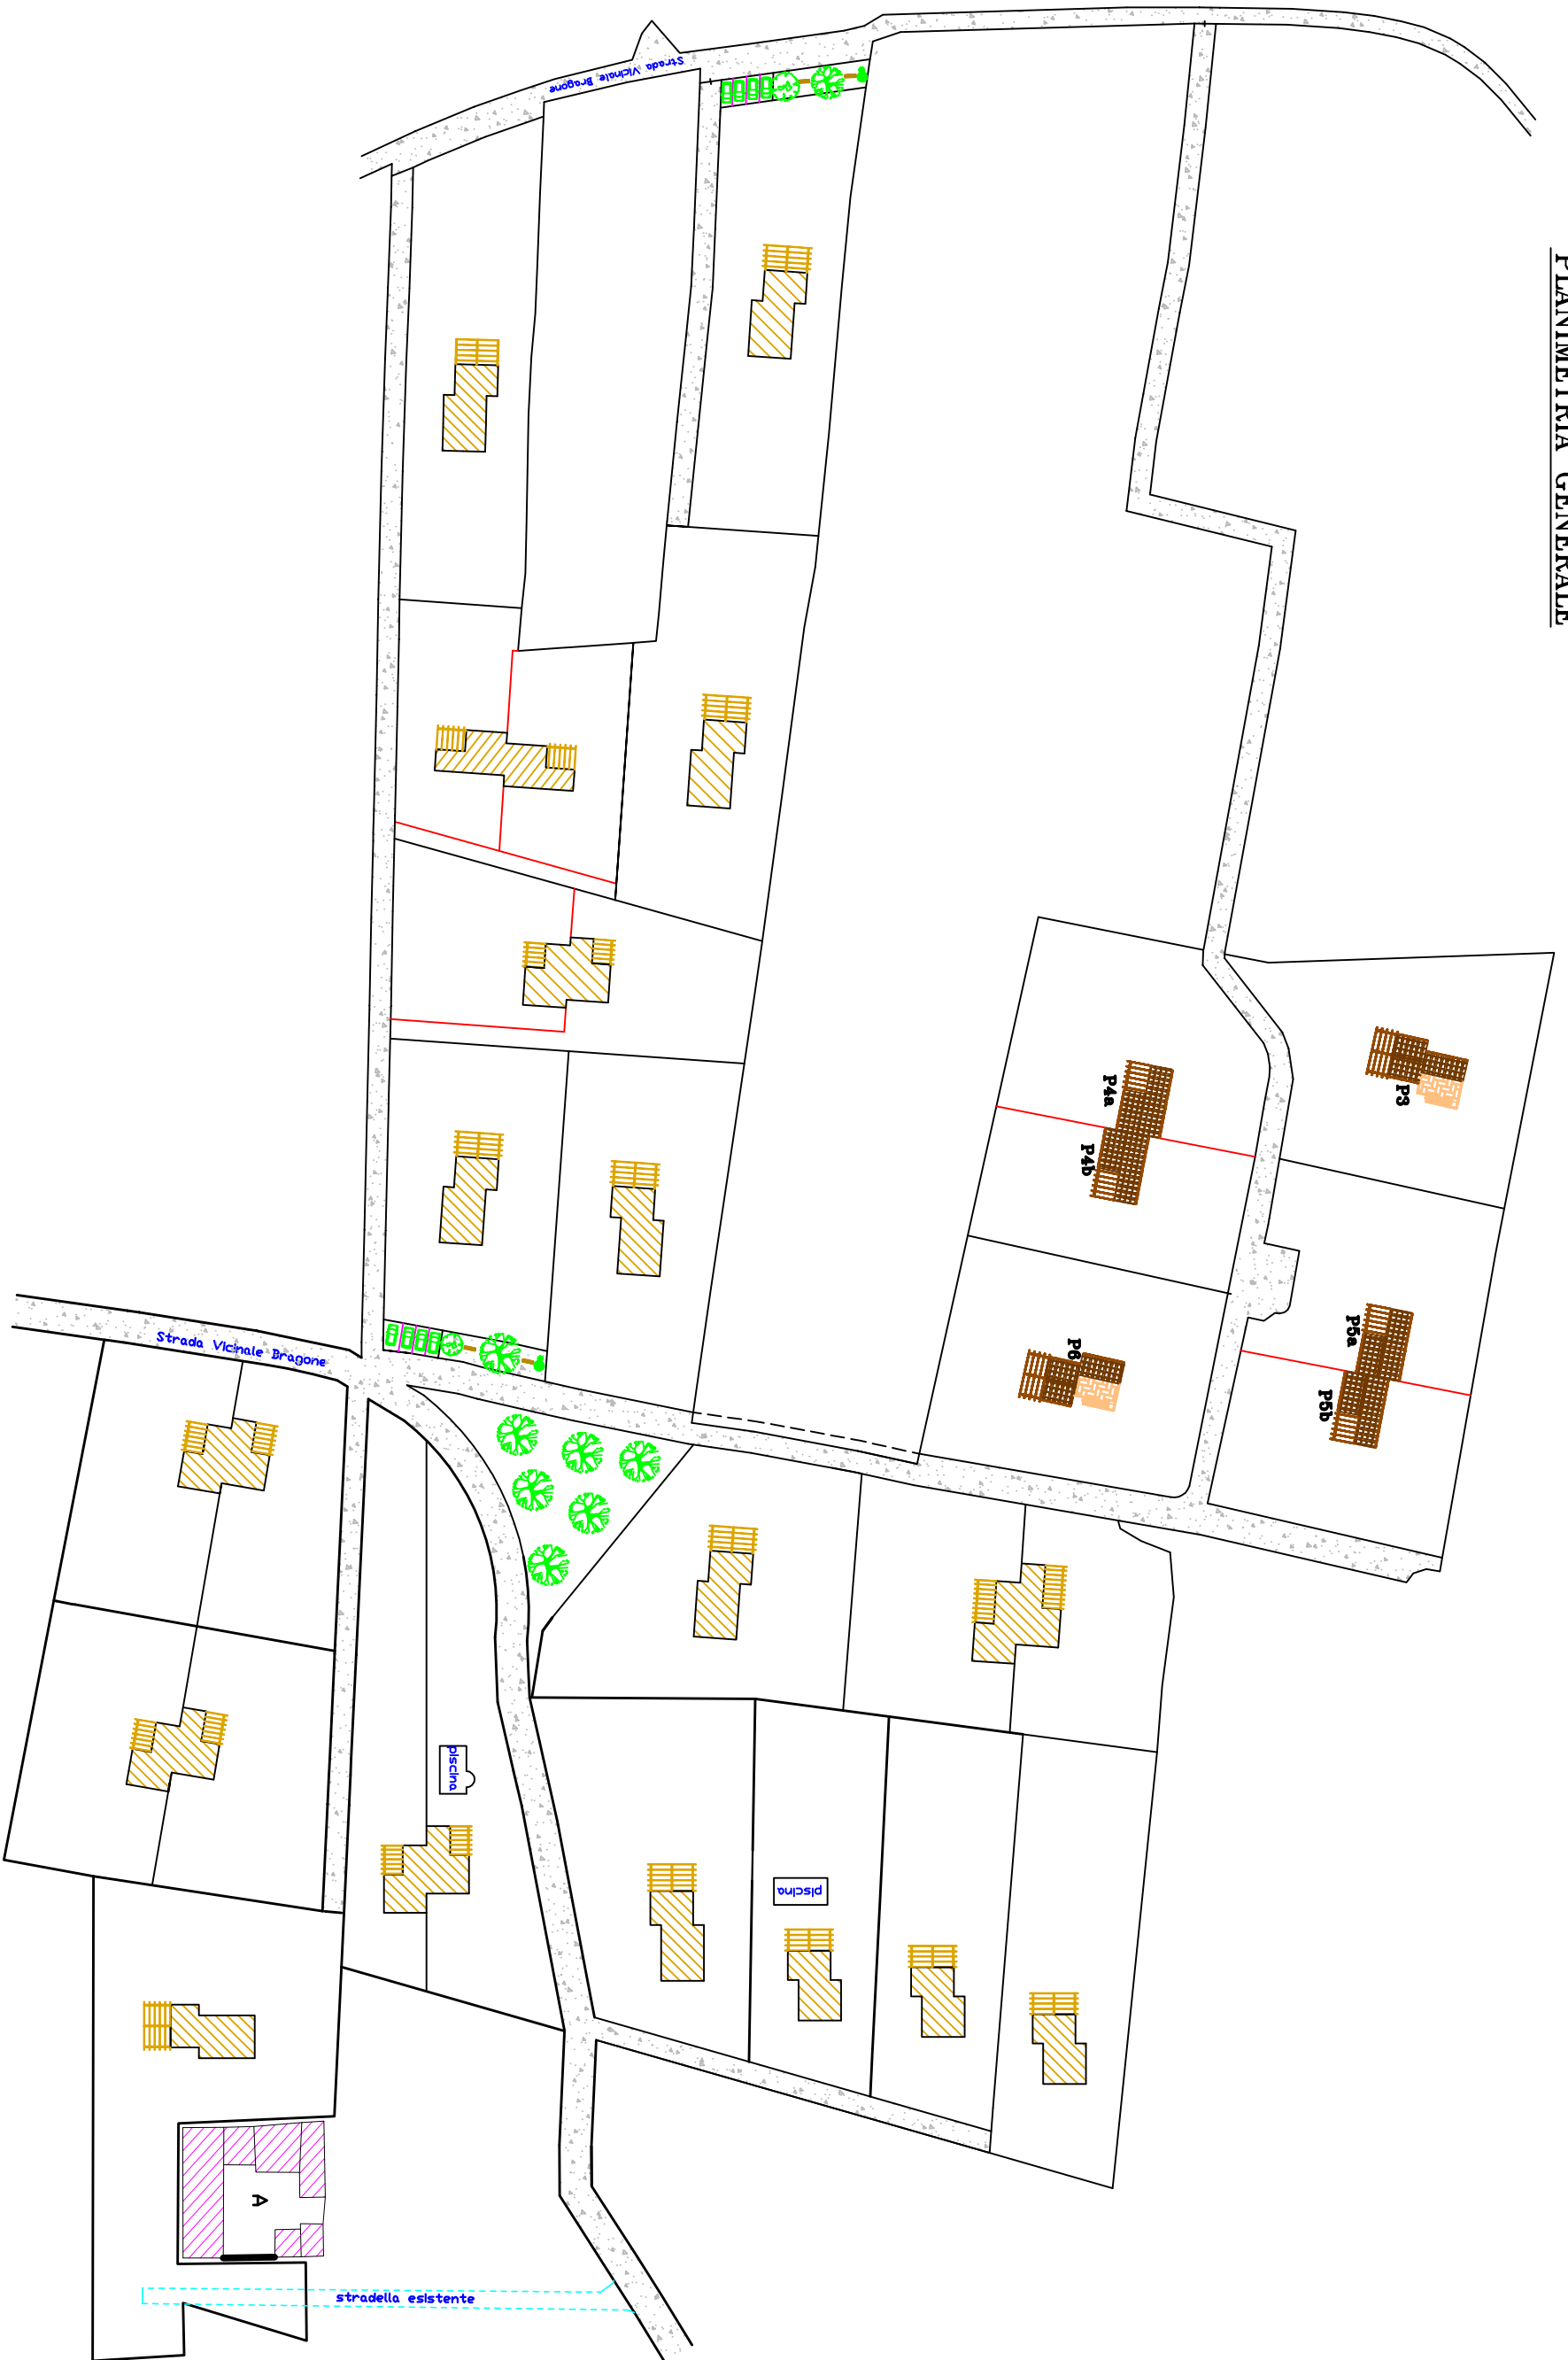 PLANIMETRIA GENERALE
Strada Vicinale Bragone
P3
P4a
P4b
P5a
P5b
P6
Strada Vicinale Bragone
piscina
piscina
A
stradella esistente